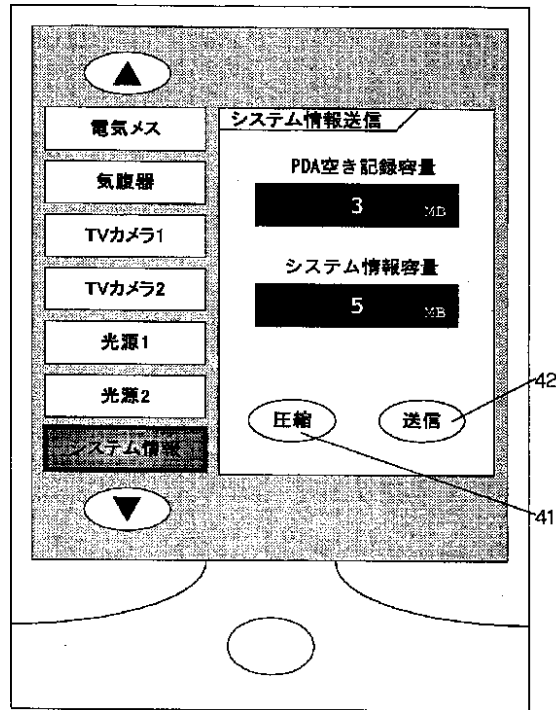 電気メス
気腹器
TVカメラ1
TVカメラ2
光源1
光源2
システム情報
システム情報送信
PDA空き記録容量
3 MB
システム情報容量
5 MB
圧縮
送信
42
41